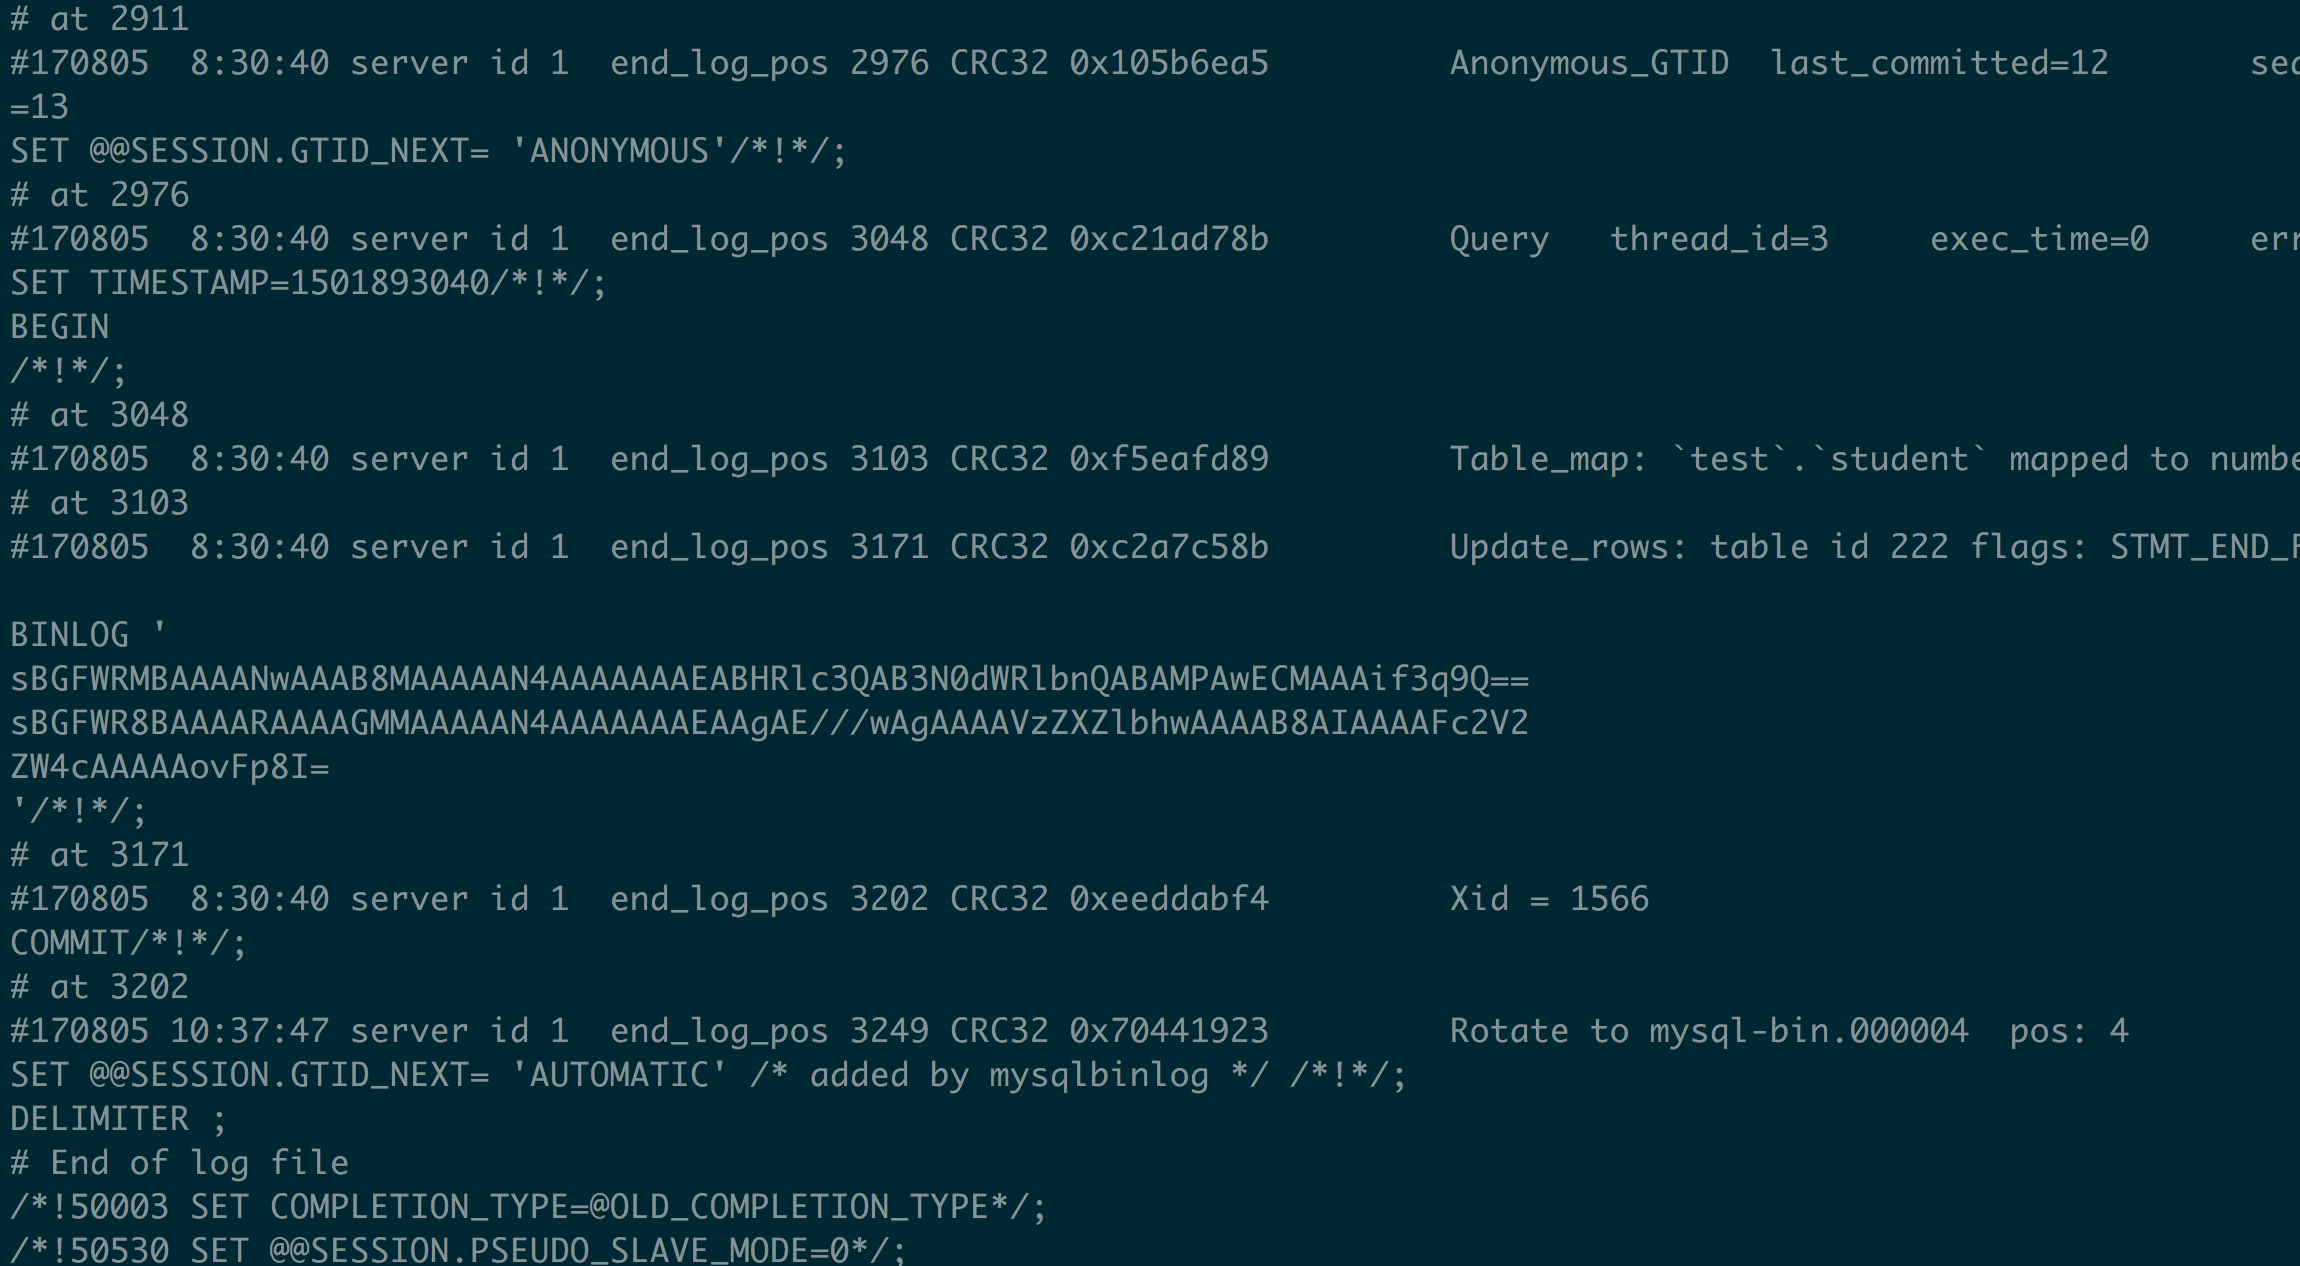 # at 2911
#170805  8:30:40 server id 1  end_log_pos 2976 CRC32 0x105b6ea5         Anonymous_GTID  last_committed=12
=13
SET @@SESSION.GTID_NEXT= 'ANONYMOUS'/*!*/;
# at 2976
#170805  8:30:40 server id 1  end_log_pos 3048 CRC32 0xc21ad78b         Query   thread_id=3     exec_time=0     err
SET TIMESTAMP=1501893040/*!*/;
BEGIN
/*!*/;
# at 3048
#170805  8:30:40 server id 1  end_log_pos 3103 CRC32 0xf5eafd89         Table_map: `test`.`student` mapped to numbe
# at 3103
#170805  8:30:40 server id 1  end_log_pos 3171 CRC32 0xc2a7c58b         Update_rows: table id 222 flags: STMT_END_F

BINLOG '
sBGFWRMBAAAANwAAAB8MAAAAAN4AAAAAAAEABHRlc3QAB3N0dWRlbnQABAMPAwECMAAAif3q9Q==
sBGFWR8BAAAARAAAAGMMAAAAAN4AAAAAAAEAAgAE///wAgAAAAVzZXZlbhwAAAAB8AIAAAAFc2V2
ZW4cAAAAAovFp8I=
'/*!*/;
# at 3171
#170805  8:30:40 server id 1  end_log_pos 3202 CRC32 0xeeddabf4         Xid = 1566
COMMIT/*!*/;
# at 3202
#170805 10:37:47 server id 1  end_log_pos 3249 CRC32 0x70441923         Rotate to mysql-bin.000004  pos: 4
SET @@SESSION.GTID_NEXT= 'AUTOMATIC' /* added by mysqlbinlog */ /*!*/;
DELIMITER ;
# End of log file
/*!50003 SET COMPLETION_TYPE=@OLD_COMPLETION_TYPE*/;
/*!50530 SET @@SESSION.PSEUDO_SLAVE_MODE=0*/;